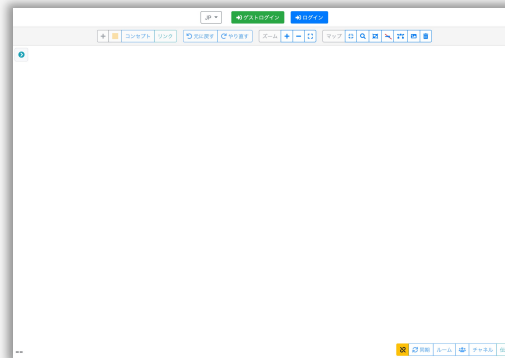 JP ゲストログイン ログイン
コンセプト リンク 元に戻す やり直す ズーム マップ
同期 ルーム チャネル